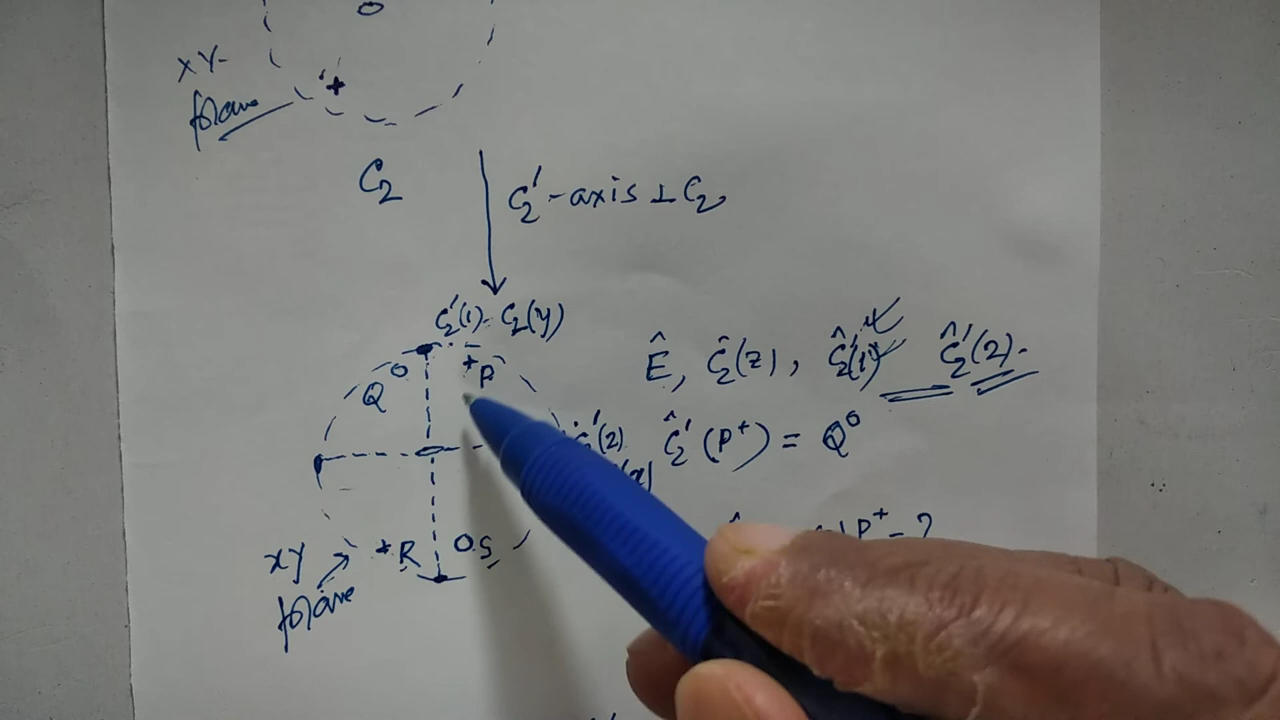 O
XY-
plane
'+
C₂
C₂'-axis ⊥ C₂
C₂'(1)- C₂(y)
Q O + P
Ê, Ĉ₂(z), Ĉ₂'(1) Ĉ₂'(2).
C₂'(2)
Ĉ₂'(P⁺) = Q⁰
(x)
P⁺ = ?
XY
plane
+R O S